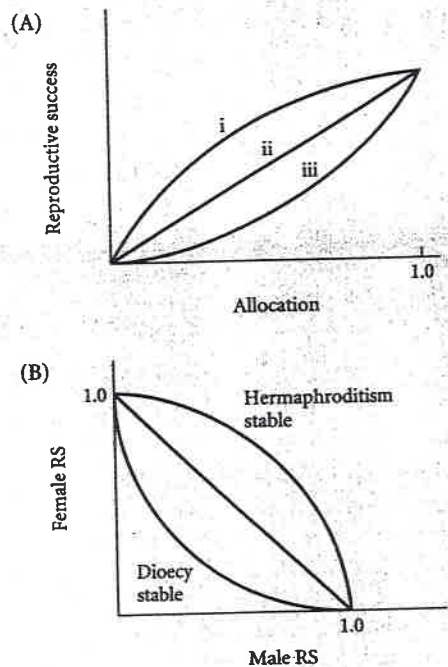 (A)
Reproductive success
i
ii
iii
1.0
Allocation
(B)
1.0
Hermaphroditism
stable
Female RS
Dioecy
stable
1.0
Male RS